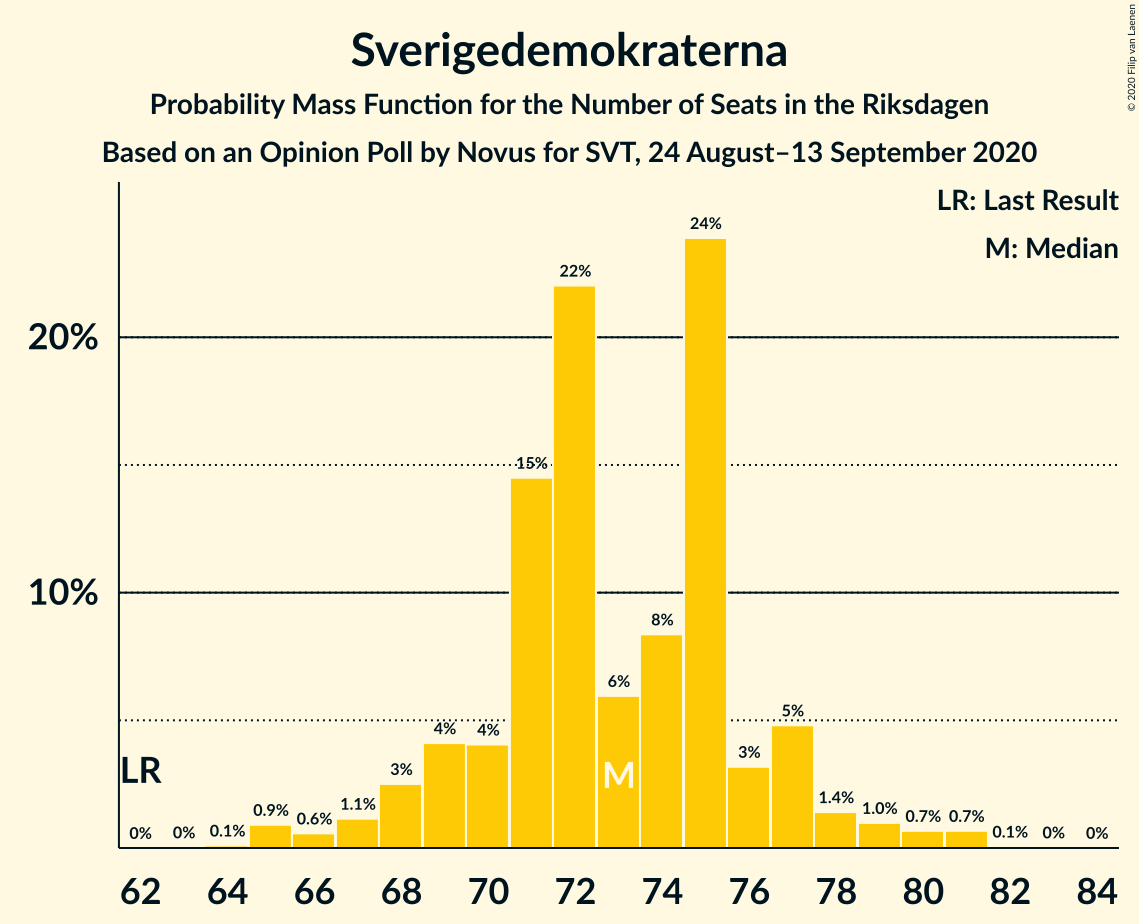 Sverigedemokraterna
Probability Mass Function for the Number of Seats in the Riksdagen
Based on an Opinion Poll by Novus for SVT, 24 August–13 September 2020
© 2020 Filip van Laenen
LR: Last Result
M: Median
20%
10%
0%
0%
0.1%
0.9%
0.6%
1.1%
3%
4%
4%
15%
22%
6%
8%
24%
3%
5%
1.4%
1.0%
0.7%
0.7%
0.1%
0%
0%
LR
M
62 64 66 68 70 72 74 76 78 80 82 84